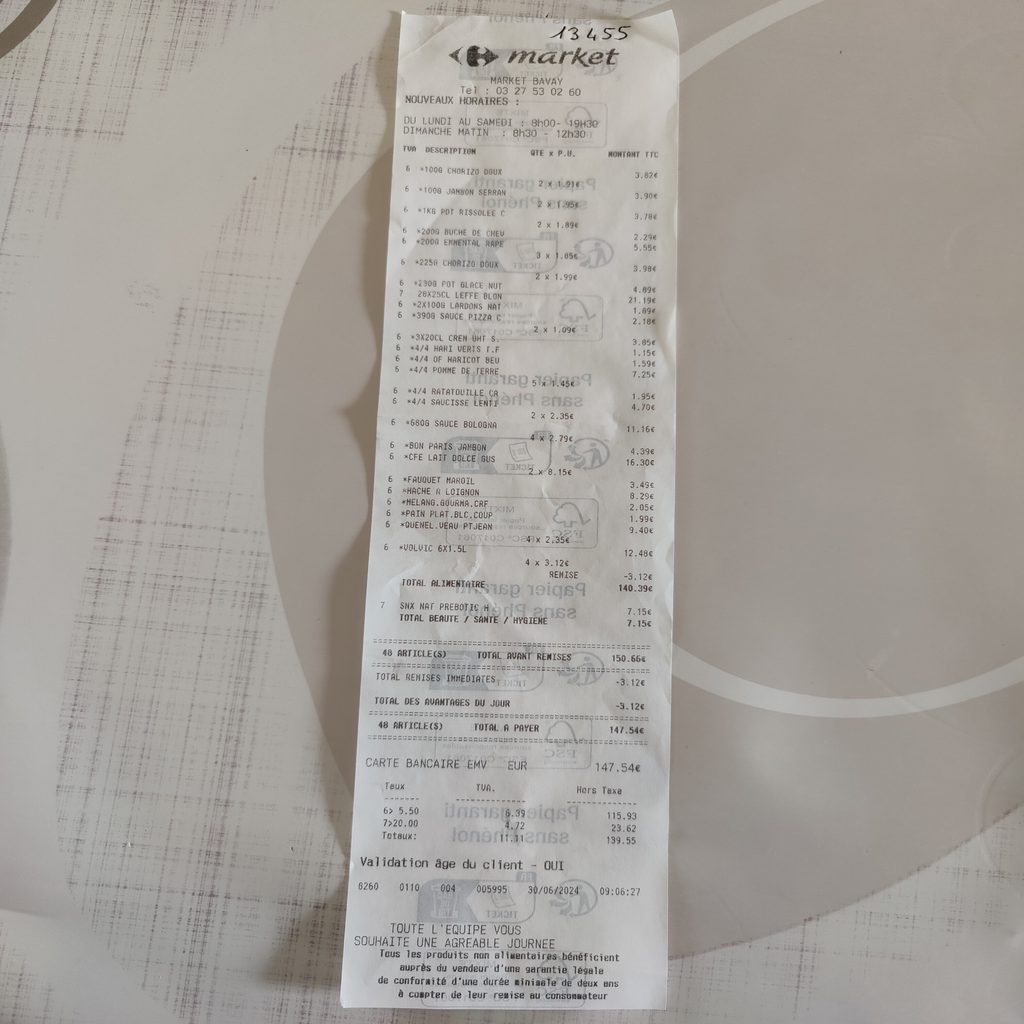 13455
market
MARKET BAVAY
Tel : 03 27 53 02 60
NOUVEAUX HORAIRES :
DU LUNDI AU SAMEDI : 8h00- 19H30
DIMANCHE MATIN : 8h30 - 12h30
TVA DESCRIPTION QTE x P.U. MONTANT TTC
6 *100G CHORIZO DOUX 3.82€
2 x 1.91€
6 *100G JAMBON SERRAN 3.90€
2 x 1.95€
6 *1KG PDT RISSOLEE C 3.78€
2 x 1.89€
6 *200G BUCHE DE CHEV 2.29€
6 *200G EMMENTAL RAPE 5.55€
3 x 1.85€
6 *225G CHORIZO DOUX 3.98€
2 x 1.99€
6 *230G POT GLACE NUT 4.09€
7 20X25CL LEFFE BLON 21.19€
6 *2X100G LARDONS NAT 1.89€
6 *390G SAUCE PIZZA C 2.18€
2 x 1.09€
6 *3X20CL CREM UHT S. 3.05€
6 *4/4 HARI VERTS T.F 1.15€
6 *4/4 OF HARICOT BEU 1.59€
6 *4/4 POMME DE TERRE 7.25€
5 x 1.45€
6 *4/4 RATATOUILLE CA 1.95€
6 *4/4 SAUCISSE LENTI 4.70€
2 x 2.35€
6 *680G SAUCE BOLOGNA 11.16€
4 x 2.79€
6 *BON PARIS JAMBON 4.39€
6 *CFE LAIT DOLCE GUS 16.30€
2 x 8.15€
6 *FAUQUET MAROIL 3.49€
6 *HACHE A LOIGNON 8.29€
6 *MELANG.GOURMA.CRF 2.05€
6 *PAIN PLAT.BLC.COUP 1.99€
6 *QUENEL.VEAU PTJEAN 9.40€
4 x 2.35€
6 *VOLVIC 6X1.5L 12.48€
4 x 3.12€
REMISE -3.12€
TOTAL ALIMENTAIRE 140.39€
7 SNX NAT PREBOTIC H 7.15€
TOTAL BEAUTE / SANTE / HYGIENE 7.15€
48 ARTICLE(S) TOTAL AVANT REMISES 150.66€
TOTAL REMISES IMMEDIATES -3.12€
TOTAL DES AVANTAGES DU JOUR -3.12€
48 ARTICLE(S) TOTAL A PAYER 147.54€
CARTE BANCAIRE EMV EUR 147.54€
Taux TVA. Hors Taxe
6> 5.50 6.39 115.93
7>20.00 4.72 23.62
Totaux: 11.11 139.55
Validation âge du client - OUI
6260 0110 004 005995 30/06/2024 09:06:27
TOUTE L'EQUIPE VOUS
SOUHAITE UNE AGREABLE JOURNEE
Tous les produits non alimentaires bénéficient
auprès du vendeur d'une garantie légale
de conformité d'une durée minimale de deux ans
à compter de leur remise au consommateur